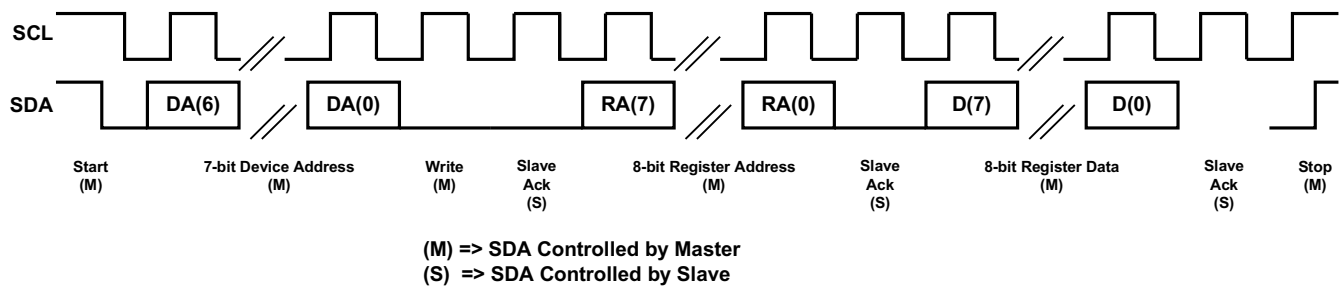 SCL
SDA
DA(6)
DA(0)
RA(7)
RA(0)
D(7)
D(0)
Start
(M)
7-bit Device Address
(M)
Write
(M)
Slave
Ack
(S)
8-bit Register Address
(M)
Slave
Ack
(S)
8-bit Register Data
(M)
Slave
Ack
(S)
Stop
(M)
(M) => SDA Controlled by Master
(S) => SDA Controlled by Slave